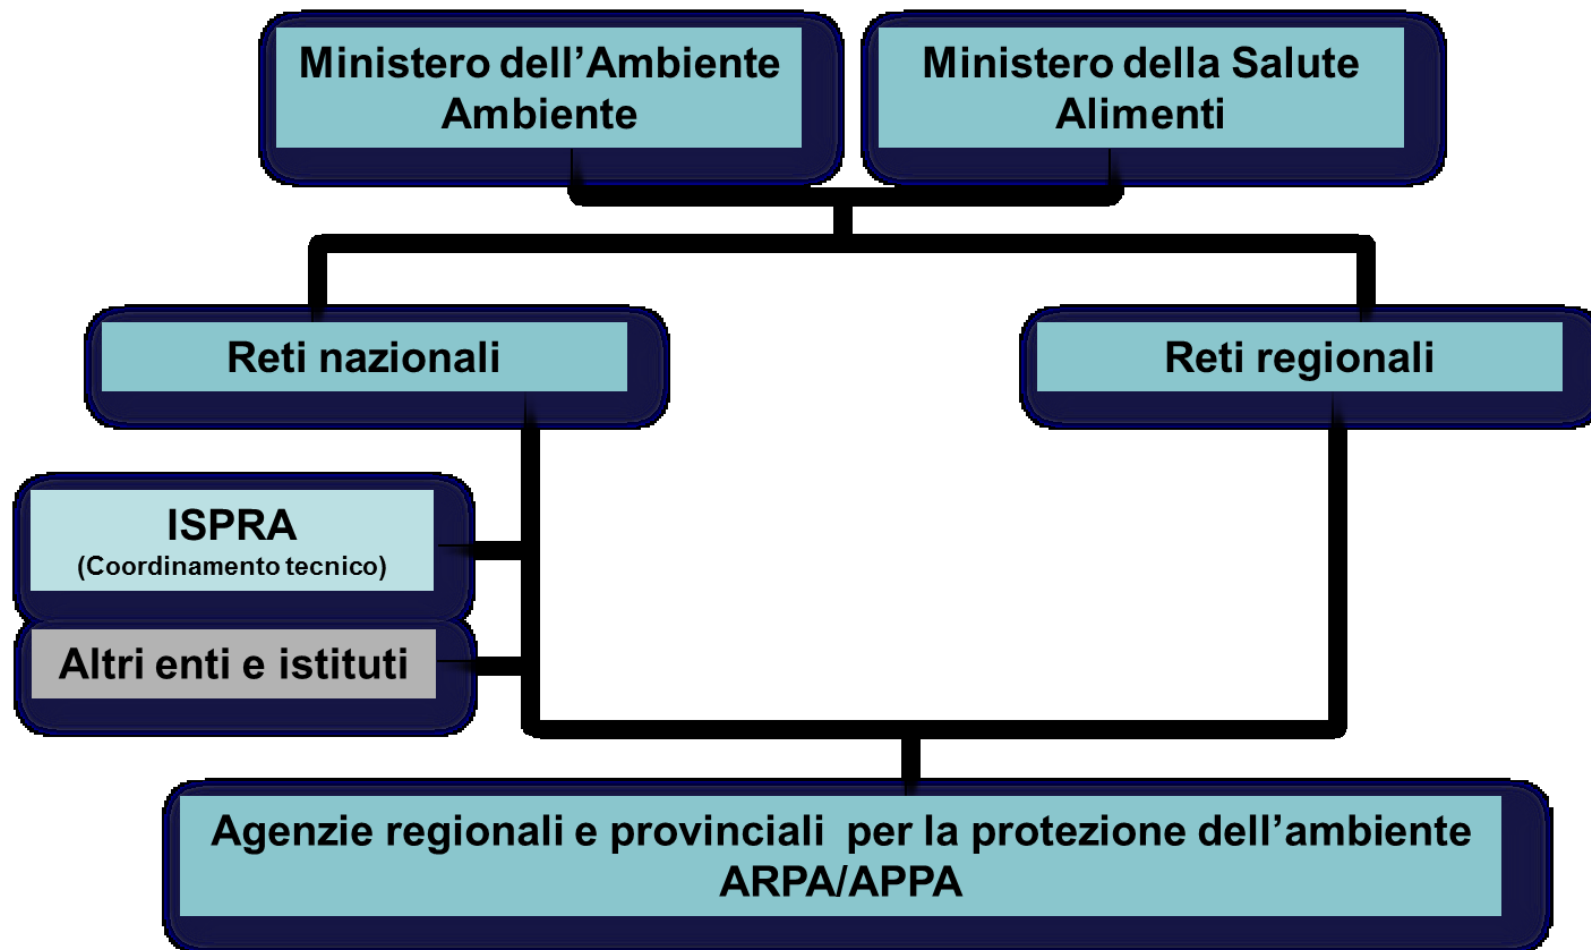 Ministero dell’Ambiente
Ambiente
Ministero della Salute
Alimenti
Reti nazionali
Reti regionali
ISPRA
(Coordinamento tecnico)
Altri enti e istituti
Agenzie regionali e provinciali  per la protezione dell’ambiente
ARPA/APPA